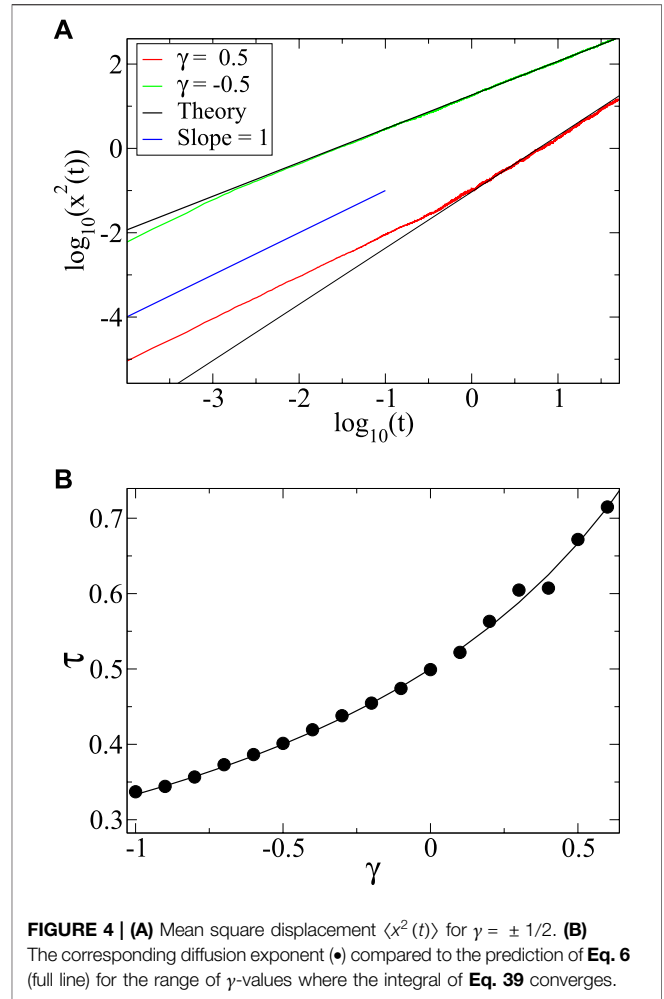 A
γ = 0.5
γ = -0.5
Theory
Slope = 1
log10(x²(t))
2
0
-2
-4
-3
-2
-1
0
1
log10(t)
B
τ
0.7
0.6
0.5
0.4
0.3
-1
-0.5
0
0.5
γ
FIGURE 4 | (A) Mean square displacement ⟨x² (t)⟩ for γ = ± 1/2. (B)
The corresponding diffusion exponent (•) compared to the prediction of Eq. 6
(full line) for the range of γ-values where the integral of Eq. 39 converges.